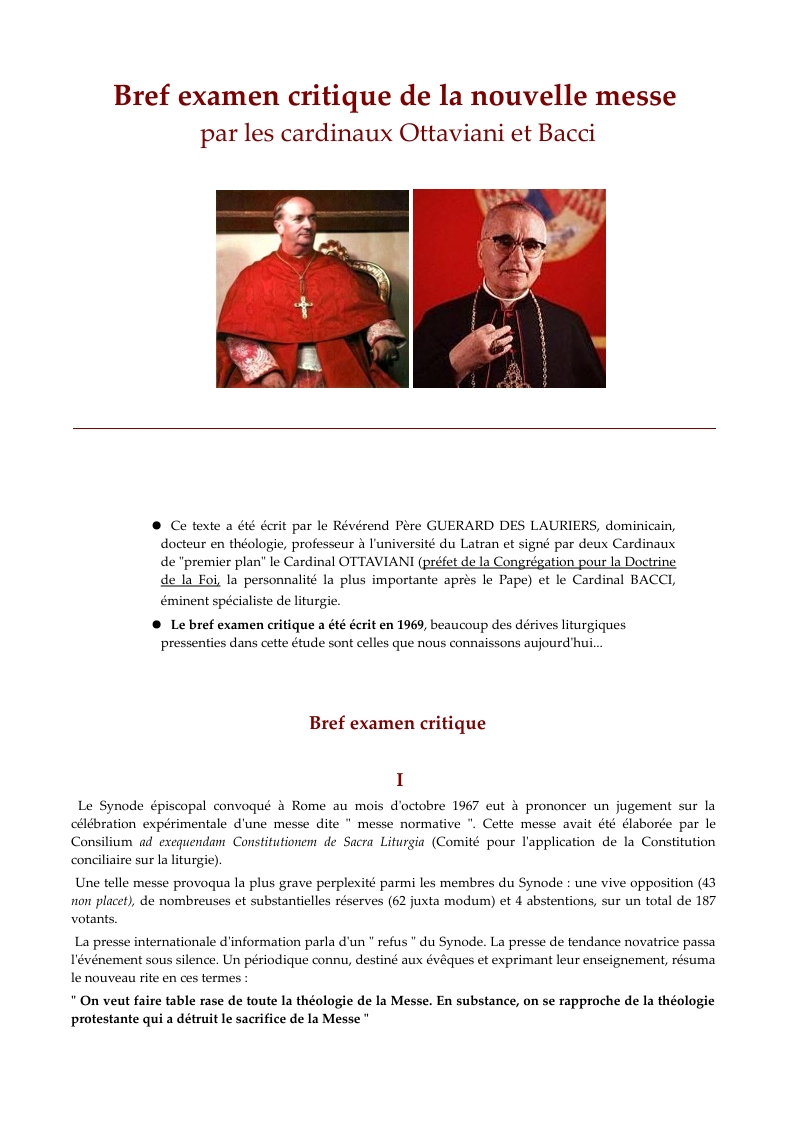 Bref examen critique de la nouvelle messe
par les cardinaux Ottaviani et Bacci
● Ce texte a été écrit par le Révérend Père GUERARD DES LAURIERS, dominicain,
docteur en théologie, professeur à l'université du Latran et signé par deux Cardinaux
de "premier plan" le Cardinal OTTAVIANI (préfet de la Congrégation pour la Doctrine
de la Foi, la personnalité la plus importante après le Pape) et le Cardinal BACCI,
éminent spécialiste de liturgie.
● Le bref examen critique a été écrit en 1969, beaucoup des dérives liturgiques
pressenties dans cette étude sont celles que nous connaissons aujourd'hui...
Bref examen critique
I
Le Synode épiscopal convoqué à Rome au mois d'octobre 1967 eut à prononcer un jugement sur la
célébration expérimentale d'une messe dite " messe normative ". Cette messe avait été élaborée par le
Consilium ad exequendam Constitutionem de Sacra Liturgia (Comité pour l'application de la Constitution
conciliaire sur la liturgie).
Une telle messe provoqua la plus grave perplexité parmi les membres du Synode : une vive opposition (43
non placet), de nombreuses et substantielles réserves (62 juxta modum) et 4 abstentions, sur un total de 187
votants.
La presse internationale d'information parla d'un " refus " du Synode. La presse de tendance novatrice passa
l'événement sous silence. Un périodique connu, destiné aux évêques et exprimant leur enseignement, résuma
le nouveau rite en ces termes :
" On veut faire table rase de toute la théologie de la Messe. En substance, on se rapproche de la théologie
protestante qui a détruit le sacrifice de la Messe "